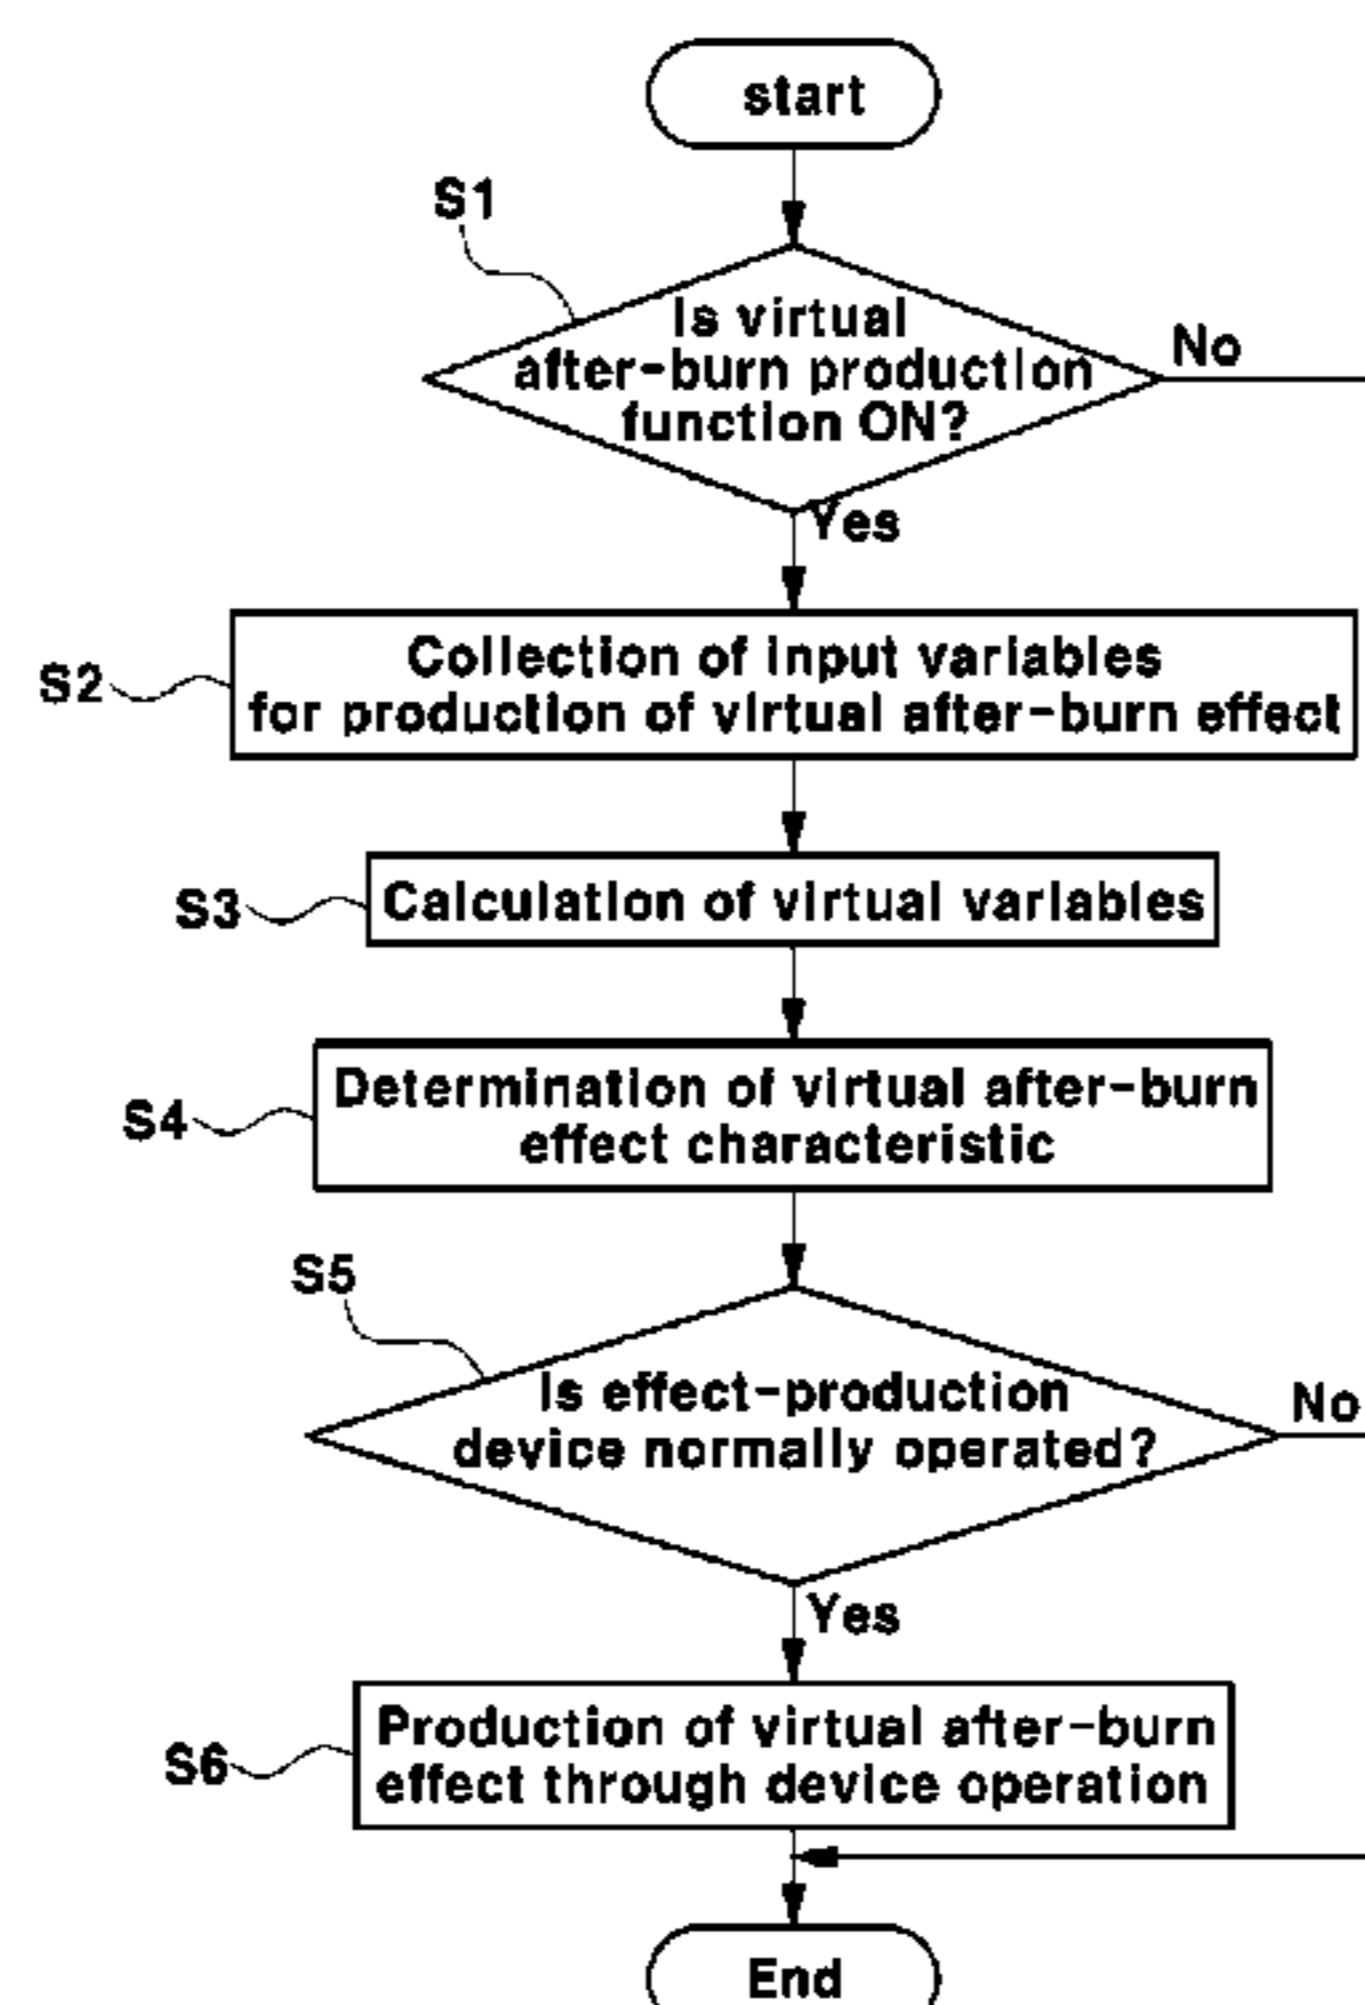 start
S1
Is virtual
after-burn production
function ON?
No
Yes
S2
Collection of input variables
for production of virtual after-burn effect
S3
Calculation of virtual variables
S4
Determination of virtual after-burn
effect characteristic
S5
Is effect-production
device normally operated?
No
Yes
S6
Production of virtual after-burn
effect through device operation
End